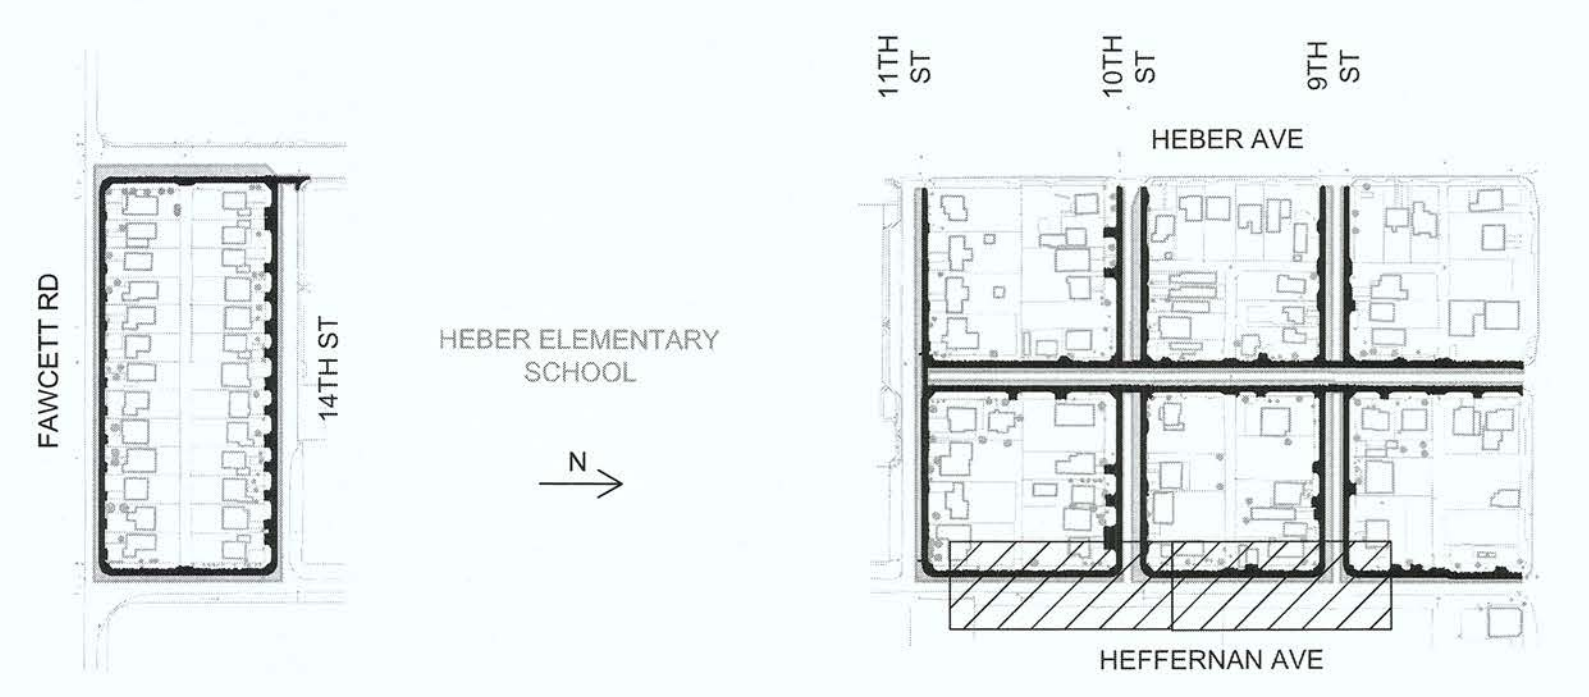 11TH
ST
10TH
ST
9TH
ST
HEBER AVE
FAWCETT RD
14TH ST
HEBER ELEMENTARY
SCHOOL
N
HEFFERNAN AVE